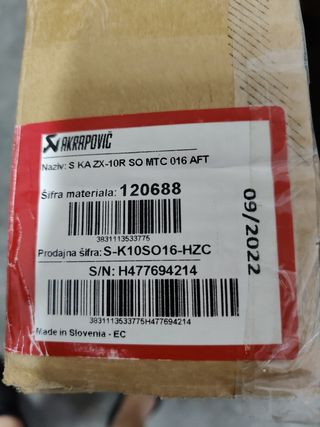 AKRAPOVIČ
Naziv: S KA ZX-10R SO MTC 016 AFT
Šifra materiala: 120688
3831113533775
Prodajna šifra: S-K10SO16-HZC
S/N: H477694214
3831113533775H477694214
Made in Slovenia - EC
09/2022